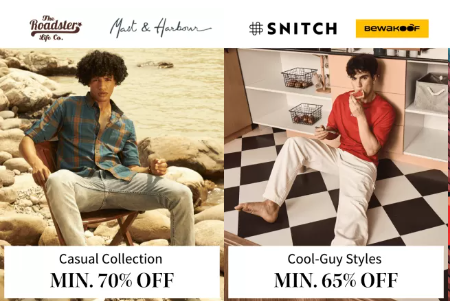 The
Roadster
Life Co.
Mast & Harbour
SNITCH
BEWAKOOF
Casual Collection
MIN. 70% OFF
Cool-Guy Styles
MIN. 65% OFF